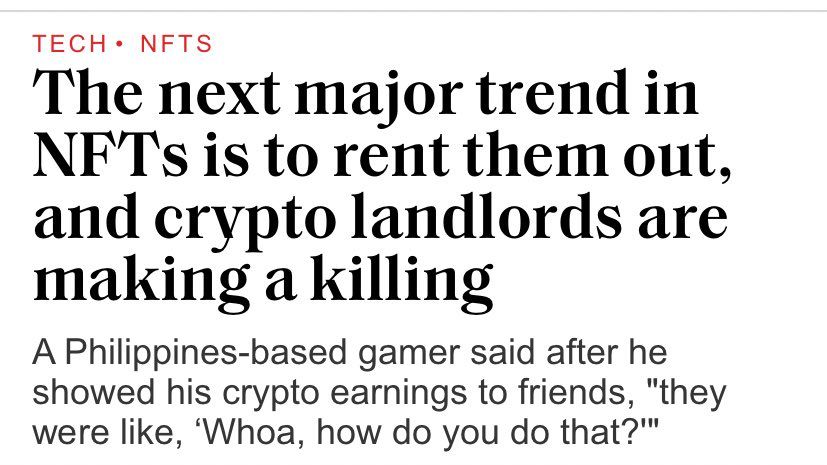 TECH • NFTS
The next major trend in
NFTs is to rent them out,
and crypto landlords are
making a killing
A Philippines-based gamer said after he
showed his crypto earnings to friends, "they
were like, ‘Whoa, how do you do that?'"